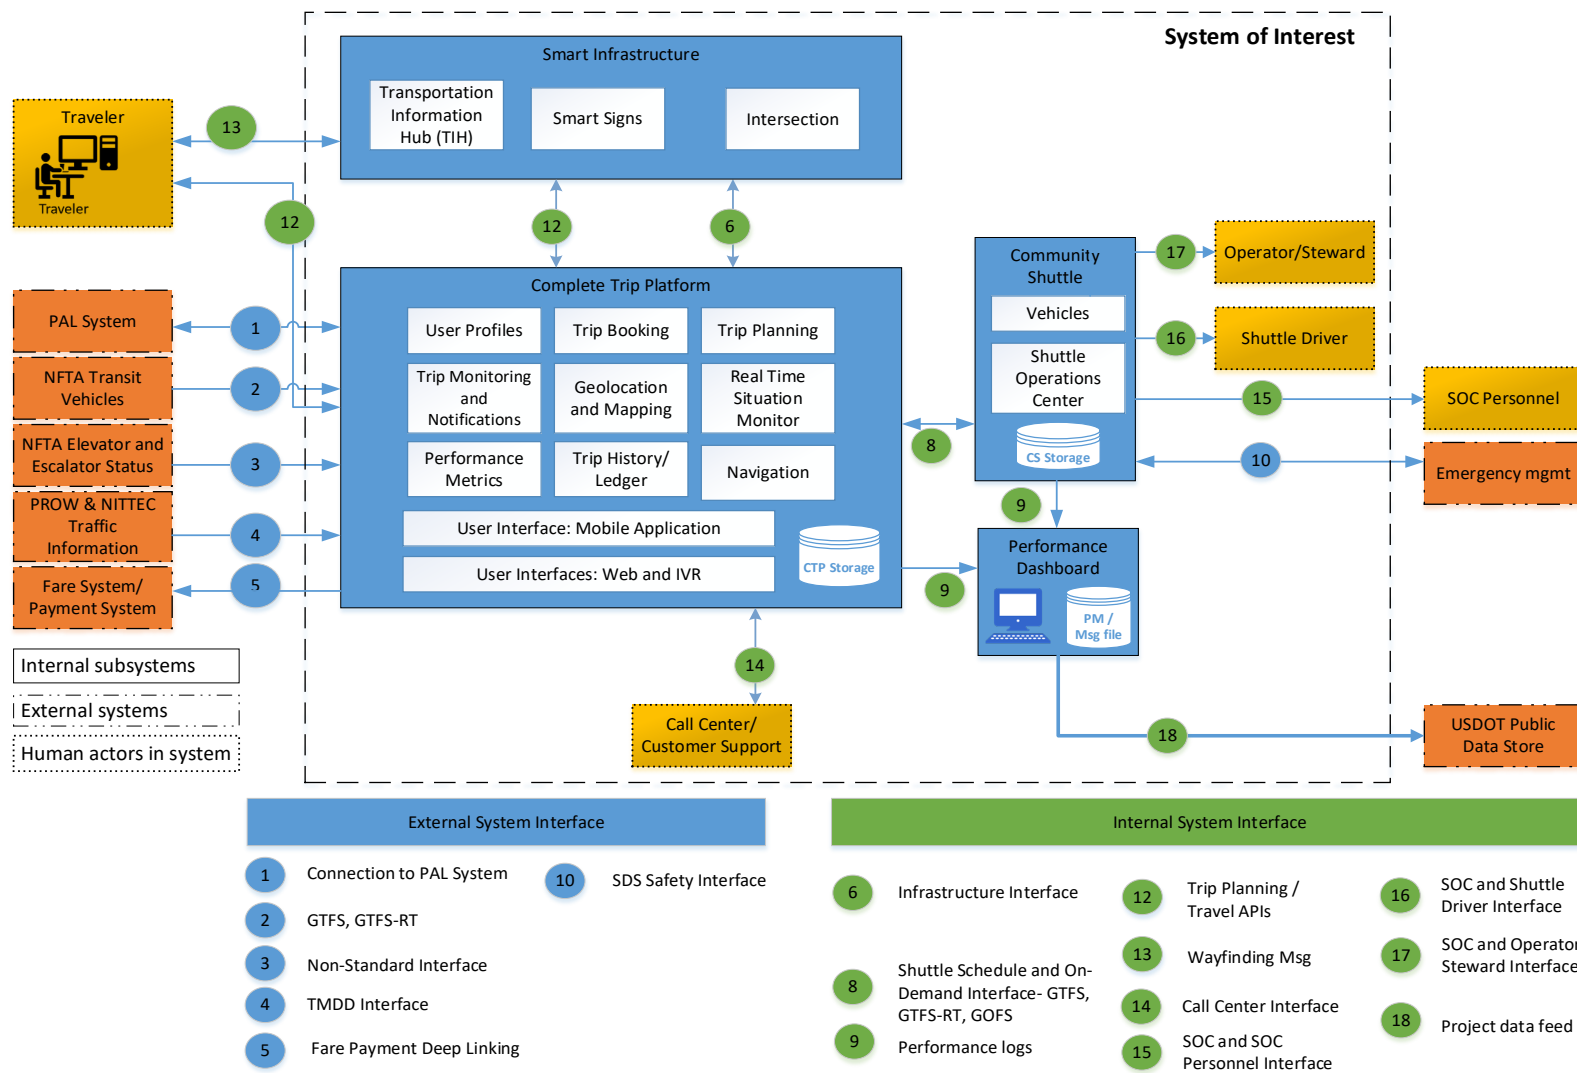 System of Interest
Smart Infrastructure
Transportation
Information
Hub (TIH)
Smart Signs
Intersection
Traveler
Traveler
13
12
12
6
Complete Trip Platform
User Profiles
Trip Booking
Trip Planning
Trip Monitoring
and
Notifications
Geolocation
and Mapping
Real Time
Situation
Monitor
Performance
Metrics
Trip History/
Ledger
Navigation
User Interface: Mobile Application
User Interfaces: Web and IVR
CTP Storage
PAL System
1
NFTA Transit
Vehicles
2
NFTA Elevator and
Escalator Status
3
PROW & NITTEC
Traffic
Information
4
Fare System/
Payment System
5
Community
Shuttle
Vehicles
Shuttle
Operations
Center
CS Storage
8
9
9
17
Operator/Steward
16
Shuttle Driver
15
SOC Personnel
10
Emergency mgmt
Performance
Dashboard
PM /
Msg file
14
Call Center/
Customer Support
18
USDOT Public
Data Store
Internal subsystems
External systems
Human actors in system
External System Interface
1 Connection to PAL System
2 GTFS, GTFS-RT
3 Non-Standard Interface
4 TMDD Interface
5 Fare Payment Deep Linking
10 SDS Safety Interface
Internal System Interface
6 Infrastructure Interface
8 Shuttle Schedule and On-
Demand Interface- GTFS,
GTFS-RT, GOFS
9 Performance logs
12 Trip Planning /
Travel APIs
13 Wayfinding Msg
14 Call Center Interface
15 SOC and SOC
Personnel Interface
16 SOC and Shuttle
Driver Interface
17 SOC and Operator
Steward Interface
18 Project data feed